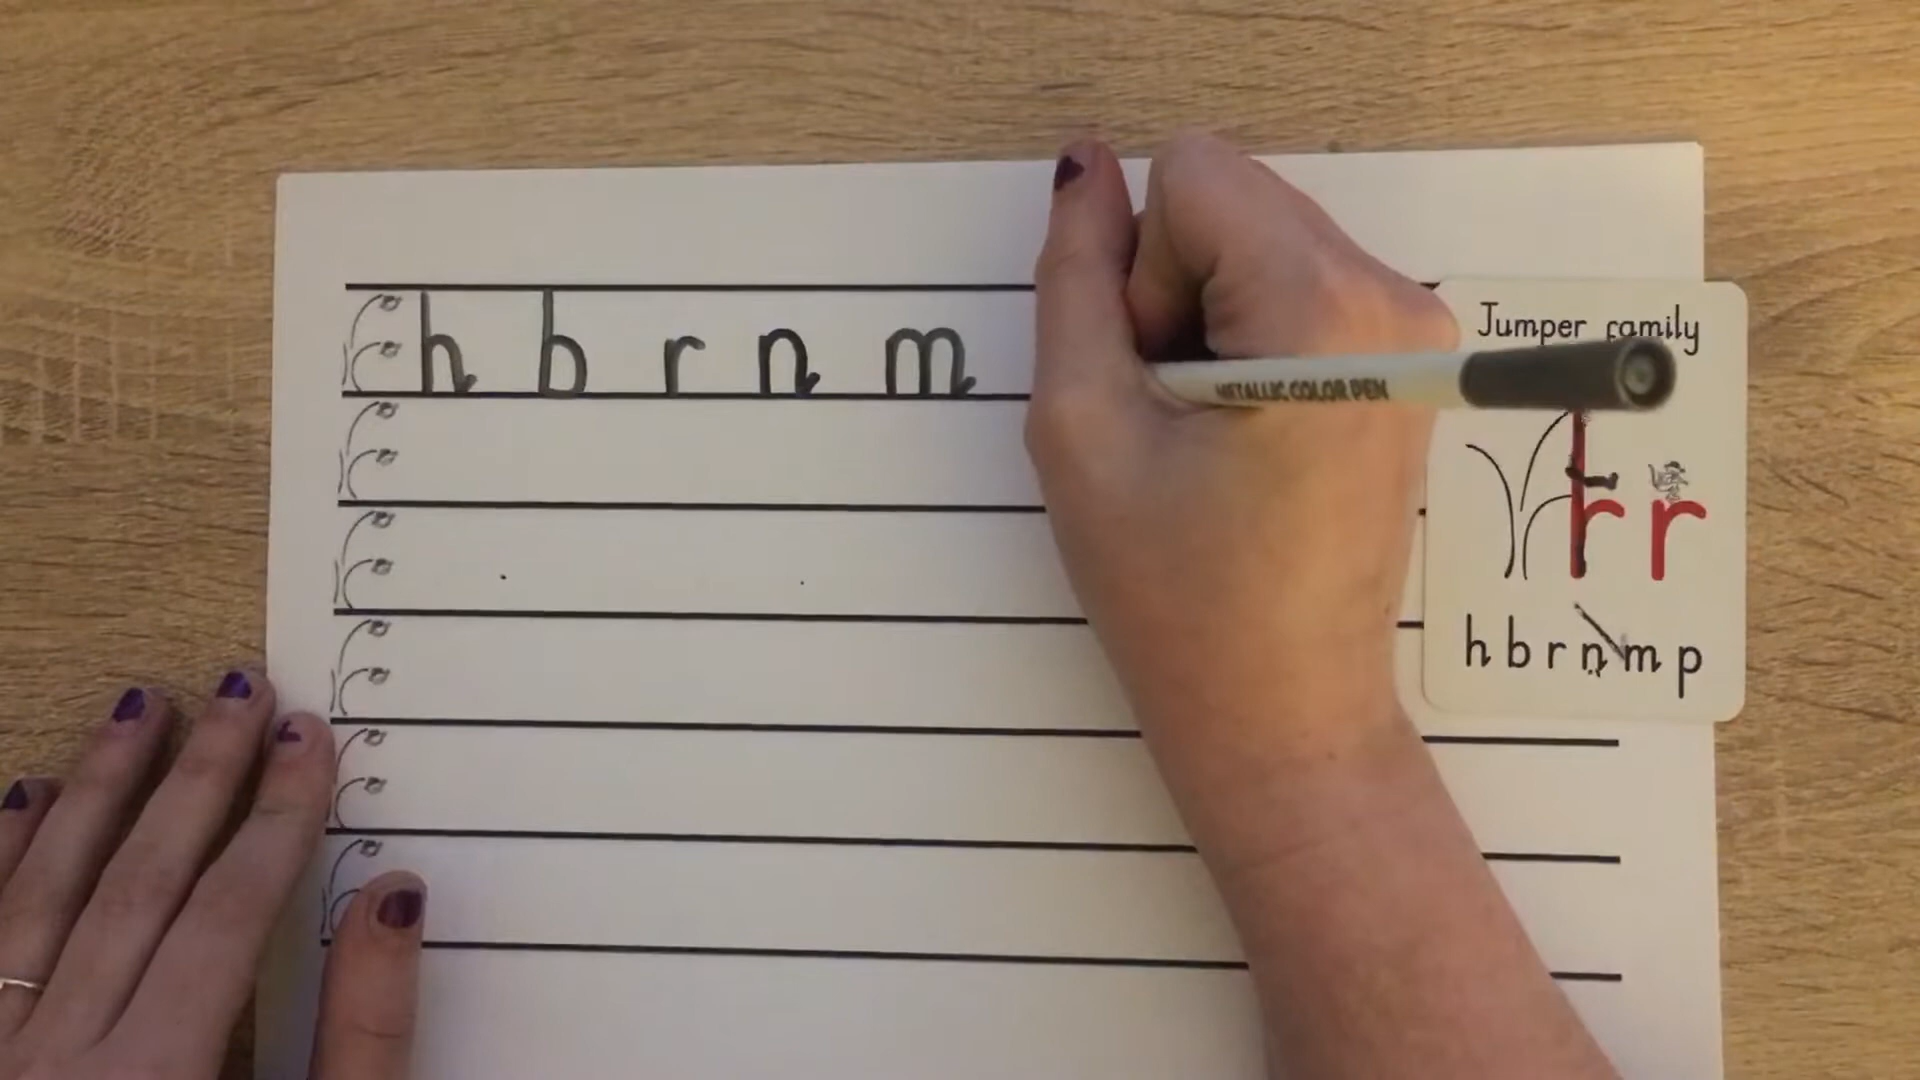 h b r n m
METALLIC COLOR PEN
Jumper family
r r
h b r n m p